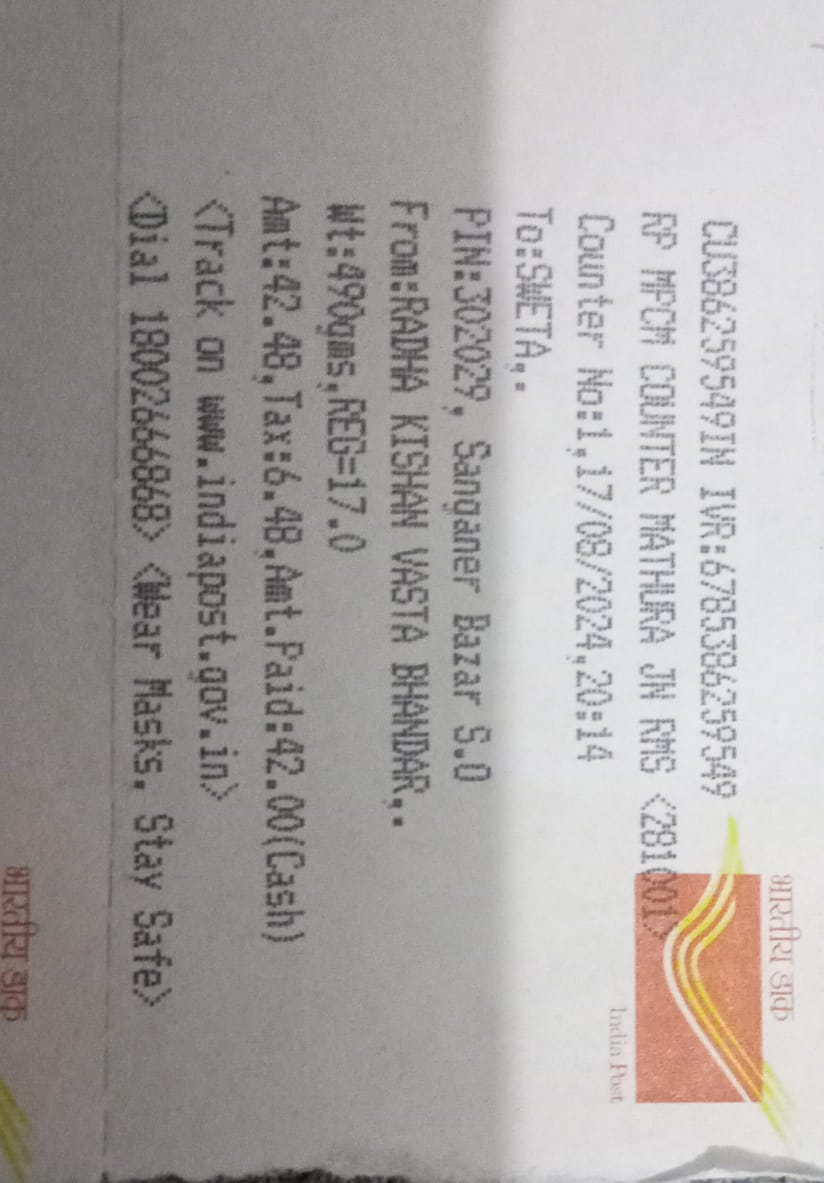 भारतीय डाक
India Post
CU386259549IN IVR:6785386259549
RP MPCM COUNTER MATHURA JN RMS <281001>
Counter No:1,17/08/2024,20:14
To:SWETA,.
PIN:302029, Sanganer Bazar S.O
From:RADHA KISHAN VASTA BHANDAR,.
Wt:490gms,REG=17.0
Amt:42.48,Tax:6.48,Amt.Paid:42.00(Cash)
<Track on www.indiapost.gov.in>
<Dial 18002666868> <Wear Masks, Stay Safe>
भारतीय डाक